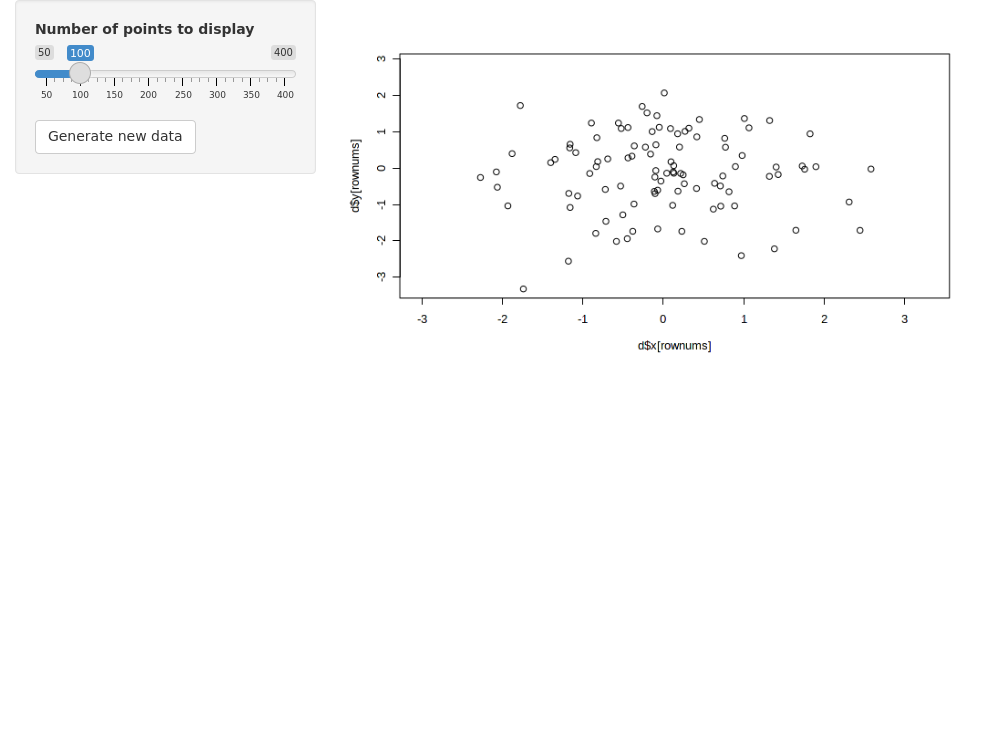 Number of points to display
50 100 400
50 100 150 200 250 300 350 400
Generate new data
d$y[rownums]
3
2
1
0
-1
-2
-3
-3 -2 -1 0 1 2 3
d$x[rownums]